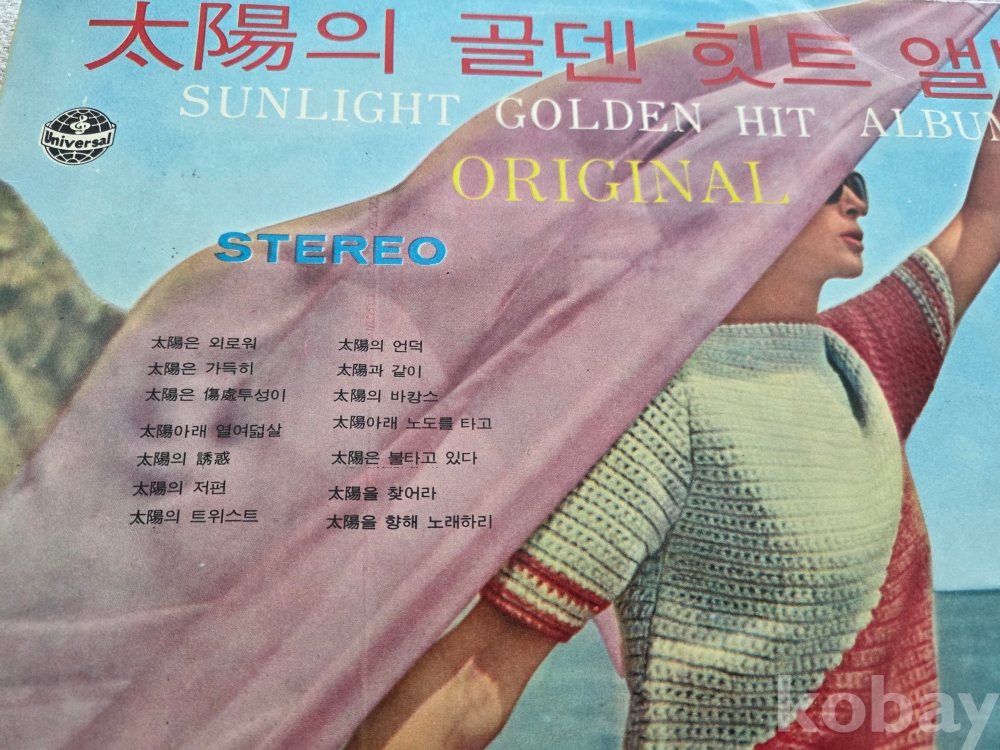 太陽의 골덴 힛트
SUNLIGHT GOLDEN HIT ALBUM
Universal
ORIGINAL
STEREO
太陽은 외로워
太陽은 가득히
太陽은 傷處투성이
太陽아래 열여덟살
太陽의 誘惑
太陽의 저편
太陽의 트위스트
太陽의 언덕
太陽과 같이
太陽의 바캉스
太陽아래 노도를 타고
太陽은 불타고 있다
太陽을 찾어라
太陽을 향해 노래하리
kobay